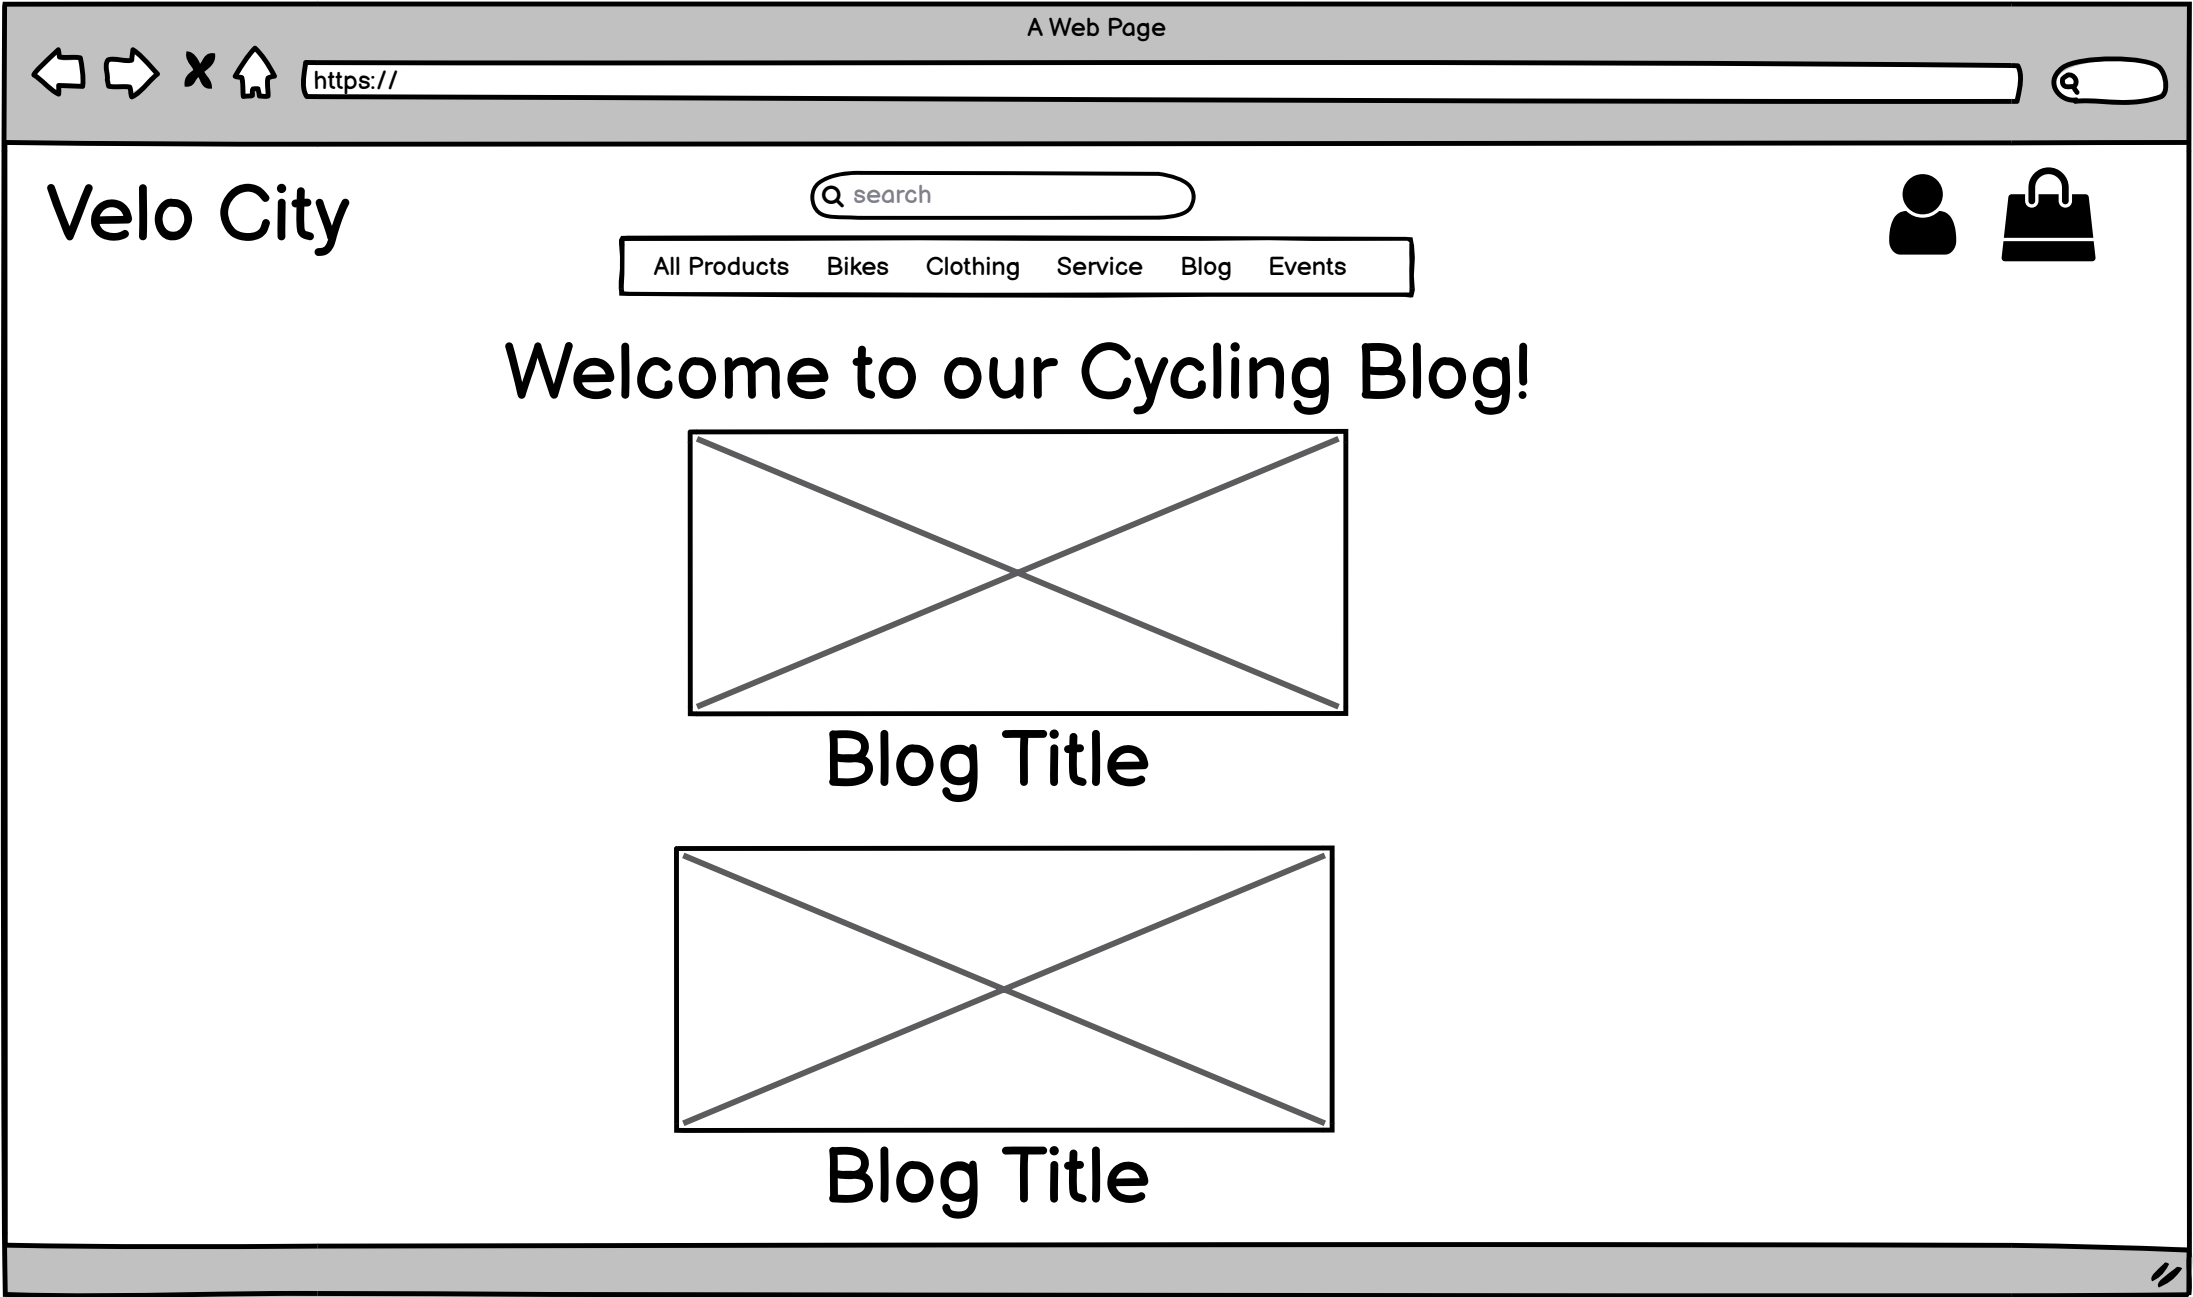 A Web Page
https://
Velo City
search
All Products Bikes Clothing Service Blog Events
Welcome to our Cycling Blog!
Blog Title
Blog Title